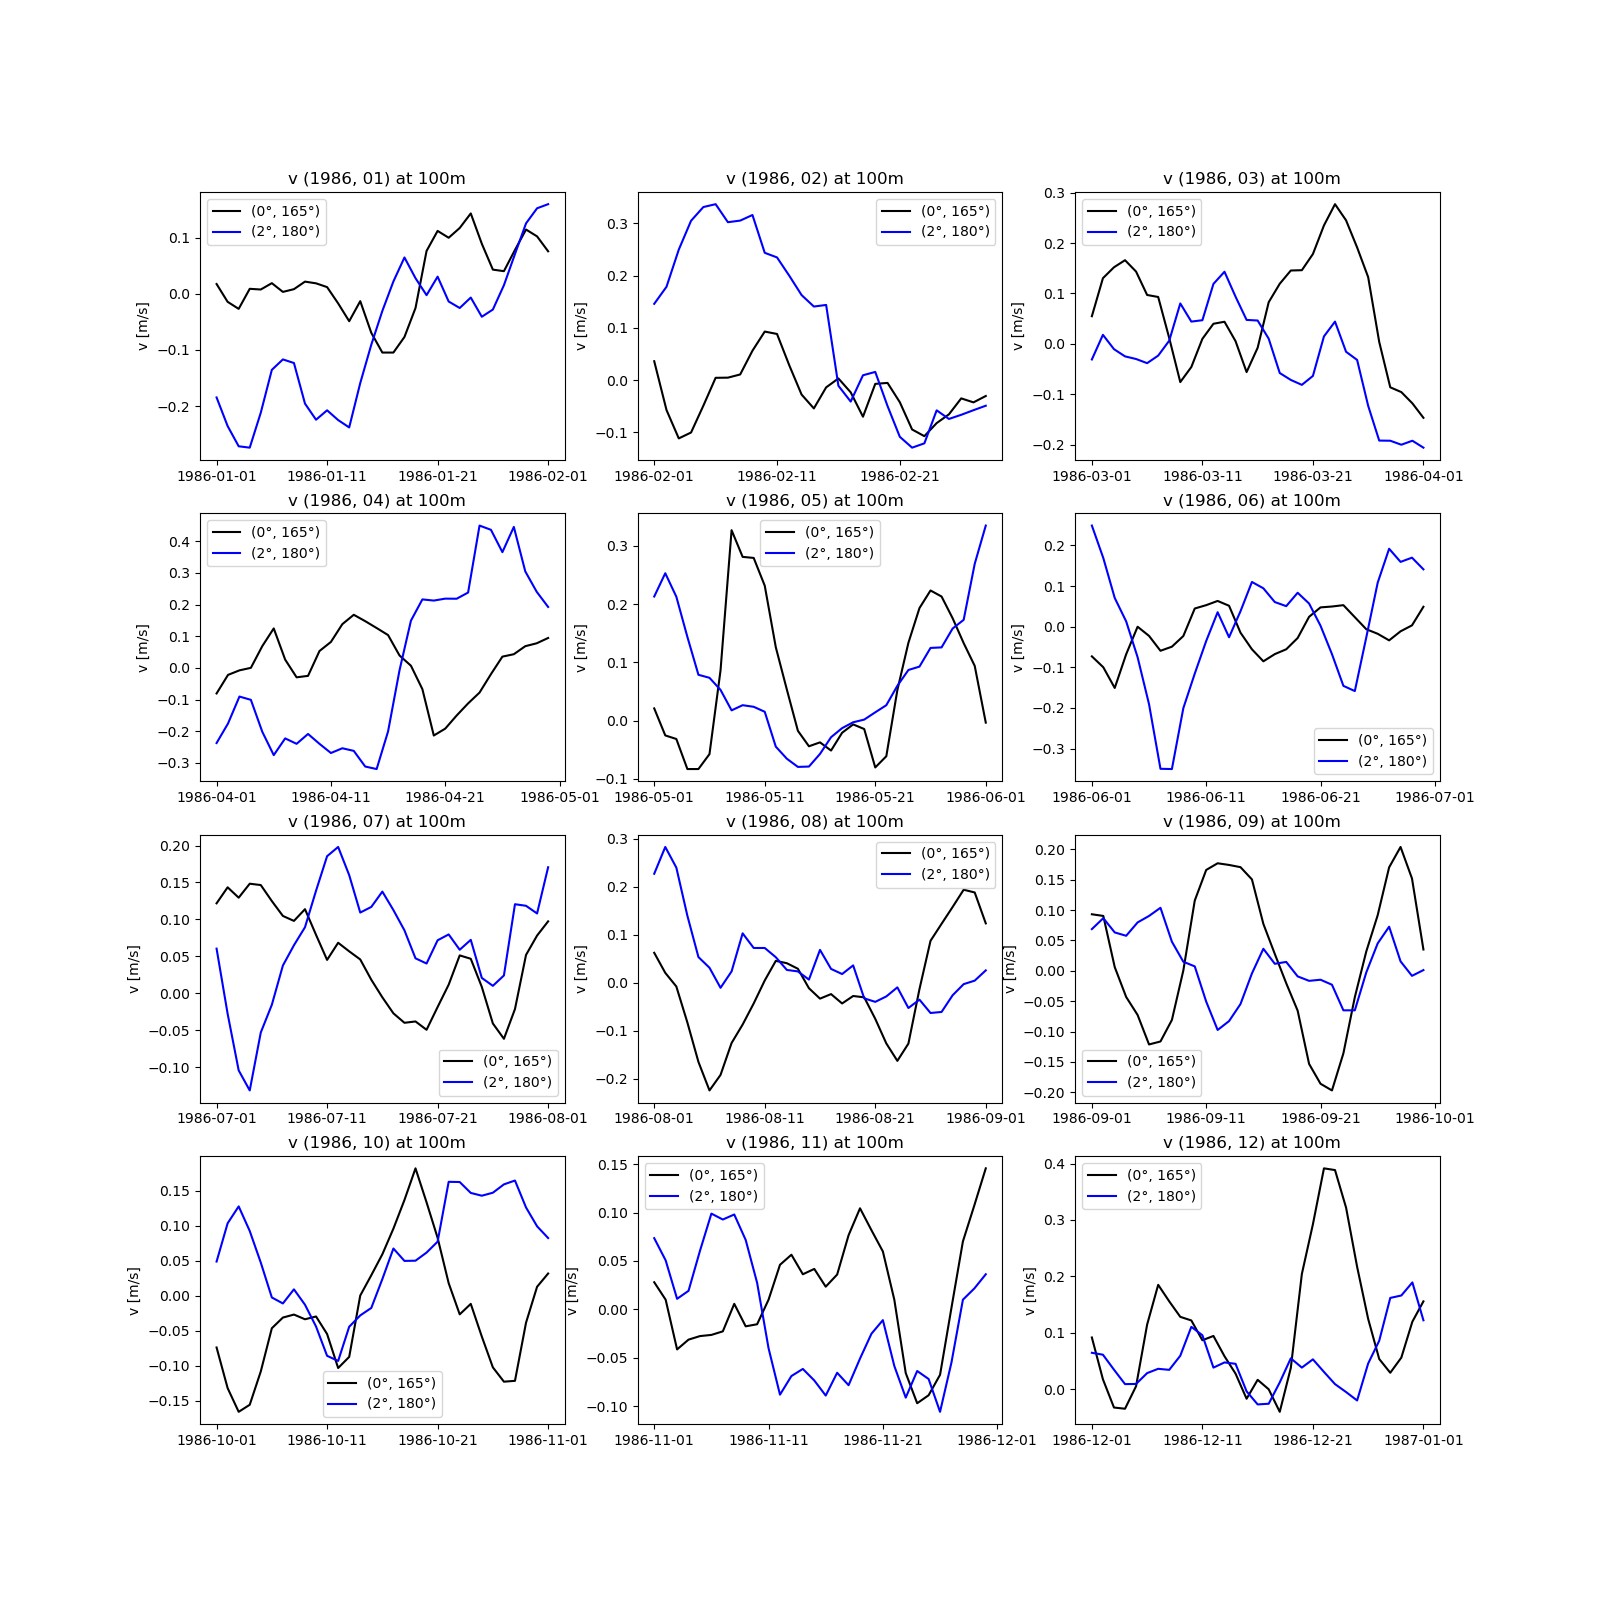 v (1986, 01) at 100m
v [m/s]
0.1
0.0
−0.1
−0.2
(0°, 165°)
(2°, 180°)
1986-01-01 1986-01-11 1986-01-21 1986-02-01
v (1986, 02) at 100m
v [m/s]
0.3
0.2
0.1
0.0
−0.1
(0°, 165°)
(2°, 180°)
1986-02-01 1986-02-11 1986-02-21
v (1986, 03) at 100m
v [m/s]
0.3
0.2
0.1
0.0
−0.1
−0.2
(0°, 165°)
(2°, 180°)
1986-03-01 1986-03-11 1986-03-21 1986-04-01
v (1986, 04) at 100m
v [m/s]
0.4
0.3
0.2
0.1
0.0
−0.1
−0.2
−0.3
(0°, 165°)
(2°, 180°)
1986-04-01 1986-04-11 1986-04-21 1986-05-01
v (1986, 05) at 100m
v [m/s]
0.3
0.2
0.1
0.0
−0.1
(0°, 165°)
(2°, 180°)
1986-05-01 1986-05-11 1986-05-21 1986-06-01
v (1986, 06) at 100m
v [m/s]
0.2
0.1
0.0
−0.1
−0.2
−0.3
(0°, 165°)
(2°, 180°)
1986-06-01 1986-06-11 1986-06-21 1986-07-01
v (1986, 07) at 100m
v [m/s]
0.20
0.15
0.10
0.05
0.00
−0.05
−0.10
(0°, 165°)
(2°, 180°)
1986-07-01 1986-07-11 1986-07-21 1986-08-01
v (1986, 08) at 100m
v [m/s]
0.3
0.2
0.1
0.0
−0.1
−0.2
(0°, 165°)
(2°, 180°)
1986-08-01 1986-08-11 1986-08-21 1986-09-01
v (1986, 09) at 100m
v [m/s]
0.20
0.15
0.10
0.05
0.00
−0.05
−0.10
−0.15
−0.20
(0°, 165°)
(2°, 180°)
1986-09-01 1986-09-11 1986-09-21 1986-10-01
v (1986, 10) at 100m
v [m/s]
0.15
0.10
0.05
0.00
−0.05
−0.10
−0.15
(0°, 165°)
(2°, 180°)
1986-10-01 1986-10-11 1986-10-21 1986-11-01
v (1986, 11) at 100m
v [m/s]
0.15
0.10
0.05
0.00
−0.05
−0.10
(0°, 165°)
(2°, 180°)
1986-11-01 1986-11-11 1986-11-21 1986-12-01
v (1986, 12) at 100m
v [m/s]
0.4
0.3
0.2
0.1
0.0
(0°, 165°)
(2°, 180°)
1986-12-01 1986-12-11 1986-12-21 1987-01-01